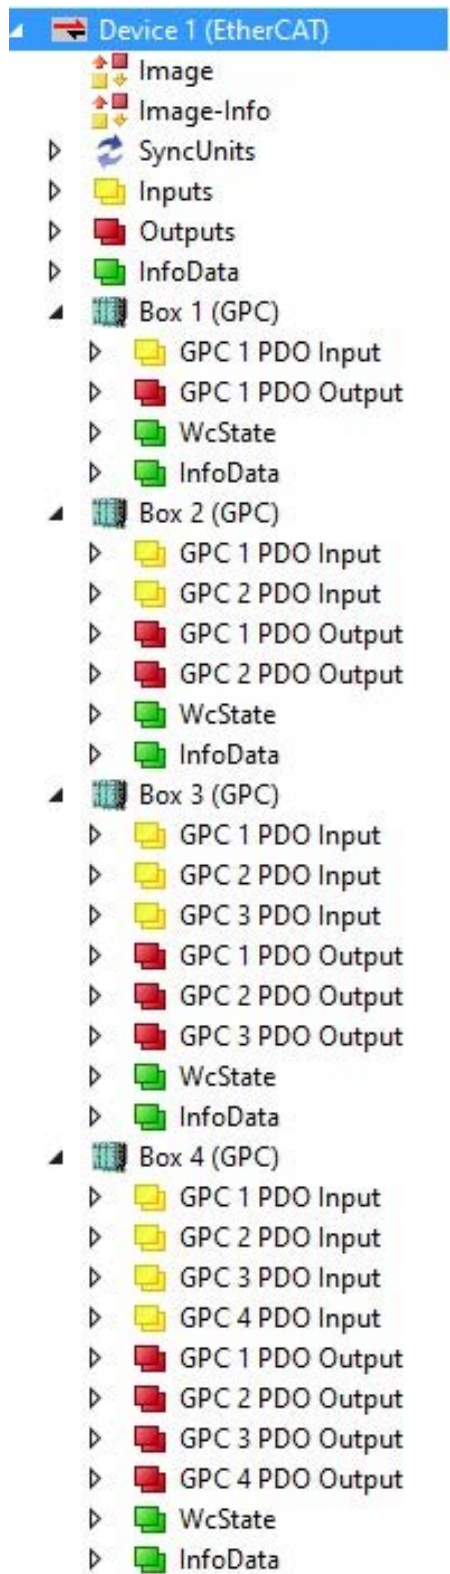 Device 1 (EtherCAT)
Image
Image-Info
SyncUnits
Inputs
Outputs
InfoData
Box 1 (GPC)
GPC 1 PDO Input
GPC 1 PDO Output
WcState
InfoData
Box 2 (GPC)
GPC 1 PDO Input
GPC 2 PDO Input
GPC 1 PDO Output
GPC 2 PDO Output
WcState
InfoData
Box 3 (GPC)
GPC 1 PDO Input
GPC 2 PDO Input
GPC 3 PDO Input
GPC 1 PDO Output
GPC 2 PDO Output
GPC 3 PDO Output
WcState
InfoData
Box 4 (GPC)
GPC 1 PDO Input
GPC 2 PDO Input
GPC 3 PDO Input
GPC 4 PDO Input
GPC 1 PDO Output
GPC 2 PDO Output
GPC 3 PDO Output
GPC 4 PDO Output
WcState
InfoData